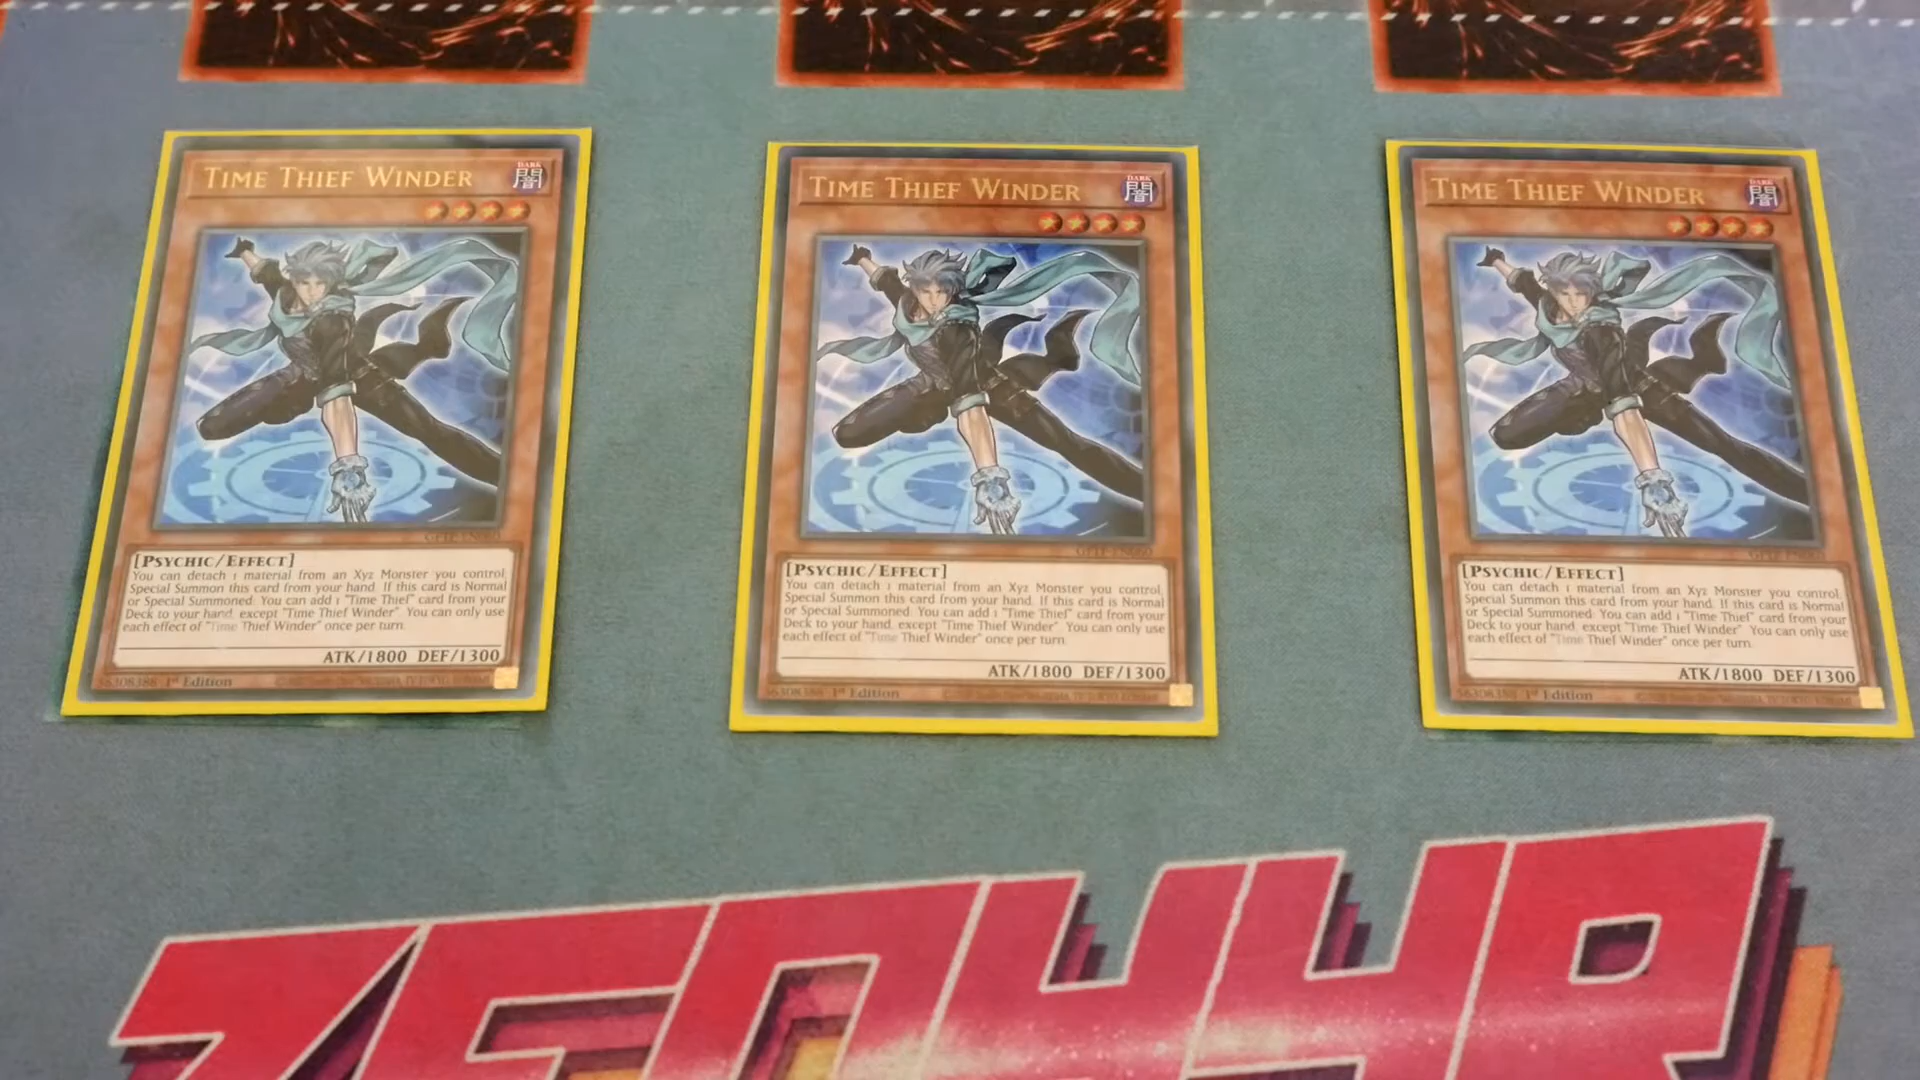 TIME THIEF WINDER
DARK
闇
[PSYCHIC/EFFECT]
You can detach 1 material from an Xyz Monster you control;
Special Summon this card from your hand. If this card is Normal
or Special Summoned: You can add 1 "Time Thief" card from your
Deck to your hand, except "Time Thief Winder". You can only use
each effect of "Time Thief Winder" once per turn.
ATK/1800 DEF/1300
56308388 1st Edition
TIME THIEF WINDER
DARK
闇
[PSYCHIC/EFFECT]
You can detach 1 material from an Xyz Monster you control;
Special Summon this card from your hand. If this card is Normal
or Special Summoned: You can add 1 "Time Thief" card from your
Deck to your hand, except "Time Thief Winder". You can only use
each effect of "Time Thief Winder" once per turn.
ATK/1800 DEF/1300
56308388 1st Edition
TIME THIEF WINDER
DARK
闇
[PSYCHIC/EFFECT]
You can detach 1 material from an Xyz Monster you control;
Special Summon this card from your hand. If this card is Normal
or Special Summoned: You can add 1 "Time Thief" card from your
Deck to your hand, except "Time Thief Winder". You can only use
each effect of "Time Thief Winder" once per turn.
ATK/1800 DEF/1300
56308388 1st Edition